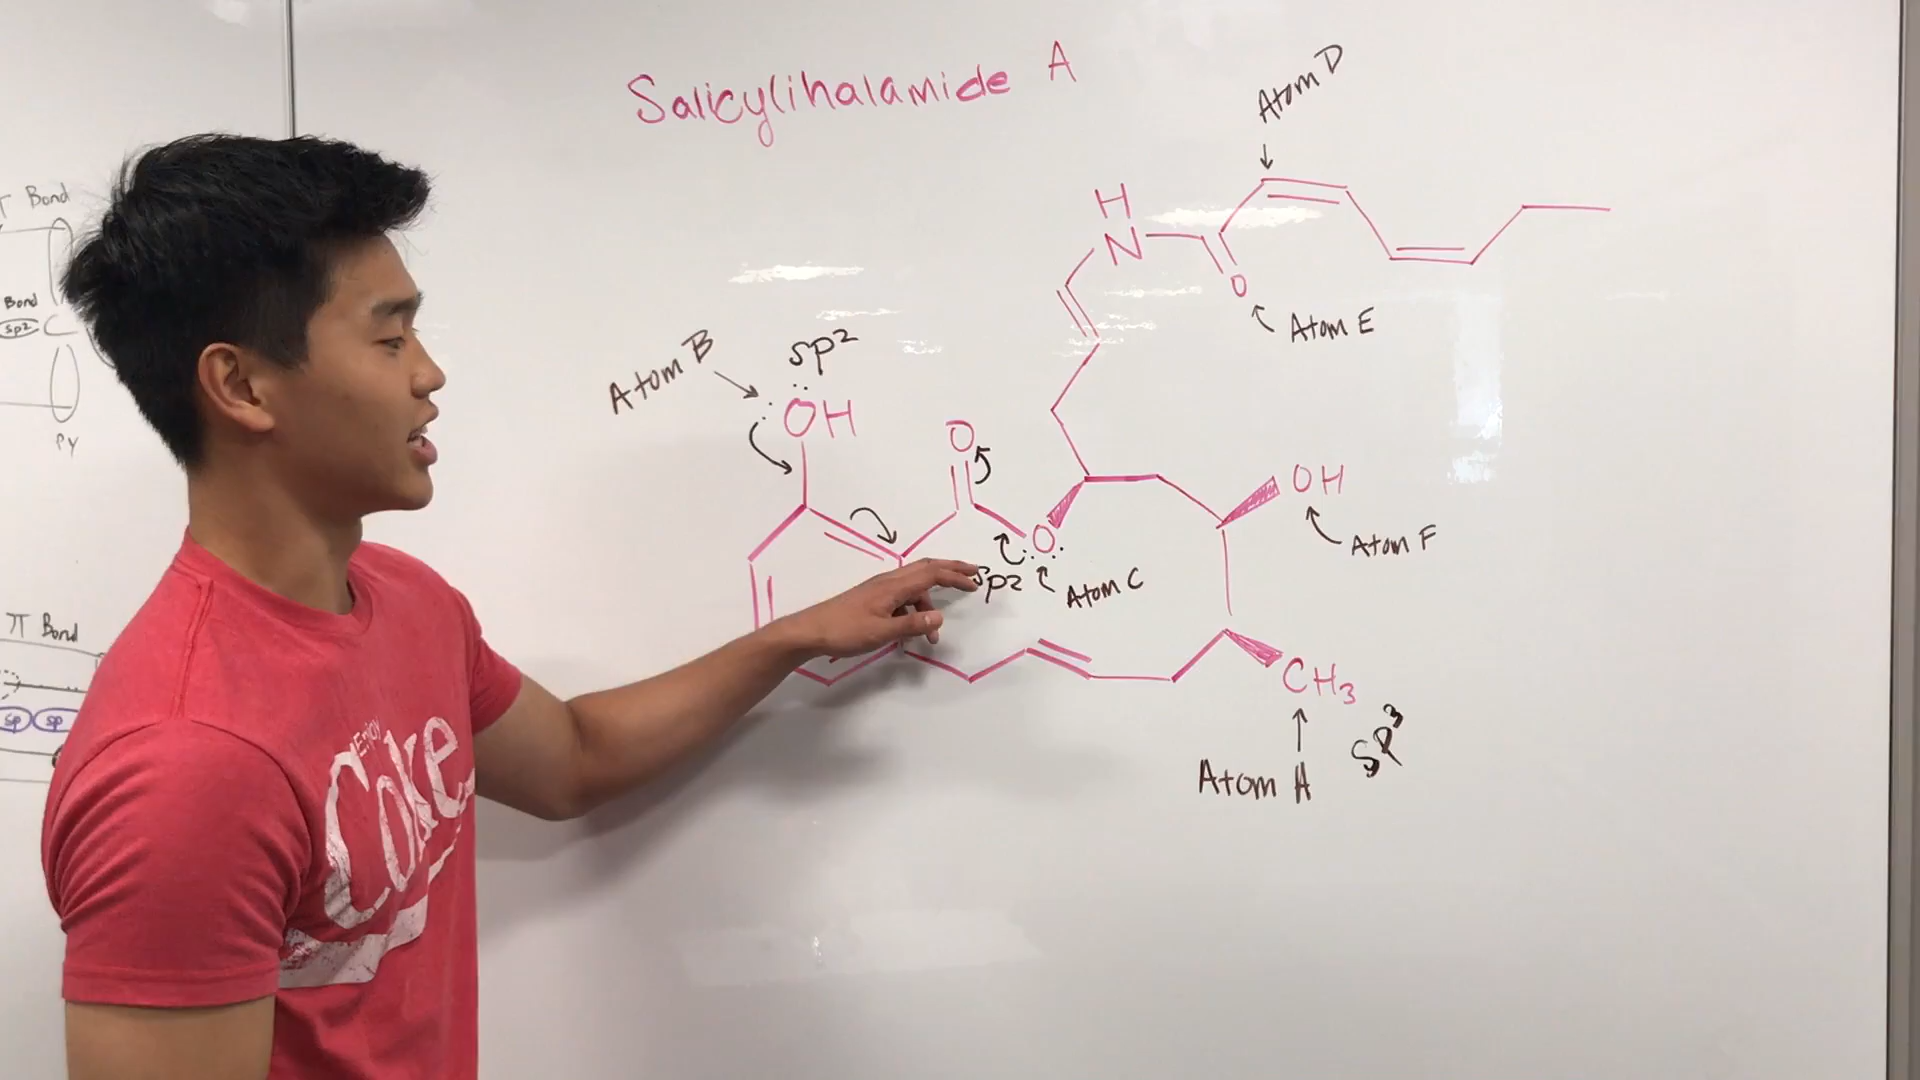 Salicylihalamide A
Atom D
π Bond
H
N
O
Bond
sp2
C
Atom E
Atom B
sp2
OH
O
Py
OH
Atom F
O
sp2
Atom C
π Bond
CH3
sp sp
Atom A
SP3
Enjoy
Coke